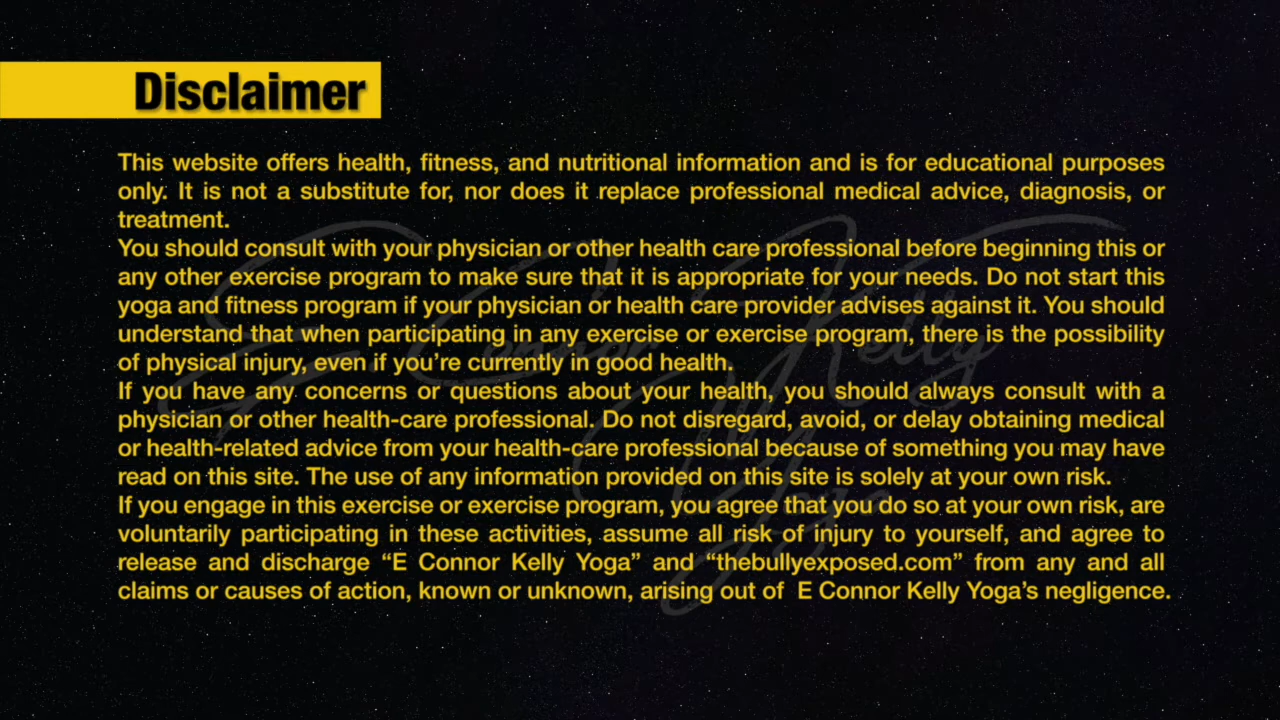 Disclaimer
This website offers health, fitness, and nutritional information and is for educational purposes
only. It is not a substitute for, nor does it replace professional medical advice, diagnosis, or
treatment.
You should consult with your physician or other health care professional before beginning this or
any other exercise program to make sure that it is appropriate for your needs. Do not start this
yoga and fitness program if your physician or health care provider advises against it. You should
understand that when participating in any exercise or exercise program, there is the possibility
of physical injury, even if you’re currently in good health.
If you have any concerns or questions about your health, you should always consult with a
physician or other health-care professional. Do not disregard, avoid, or delay obtaining medical
or health-related advice from your health-care professional because of something you may have
read on this site. The use of any information provided on this site is solely at your own risk.
If you engage in this exercise or exercise program, you agree that you do so at your own risk, are
voluntarily participating in these activities, assume all risk of injury to yourself, and agree to
release and discharge “E Connor Kelly Yoga” and “thebullyexposed.com” from any and all
claims or causes of action, known or unknown, arising out of  E Connor Kelly Yoga’s negligence.
E. Connor Kelly
Yoga